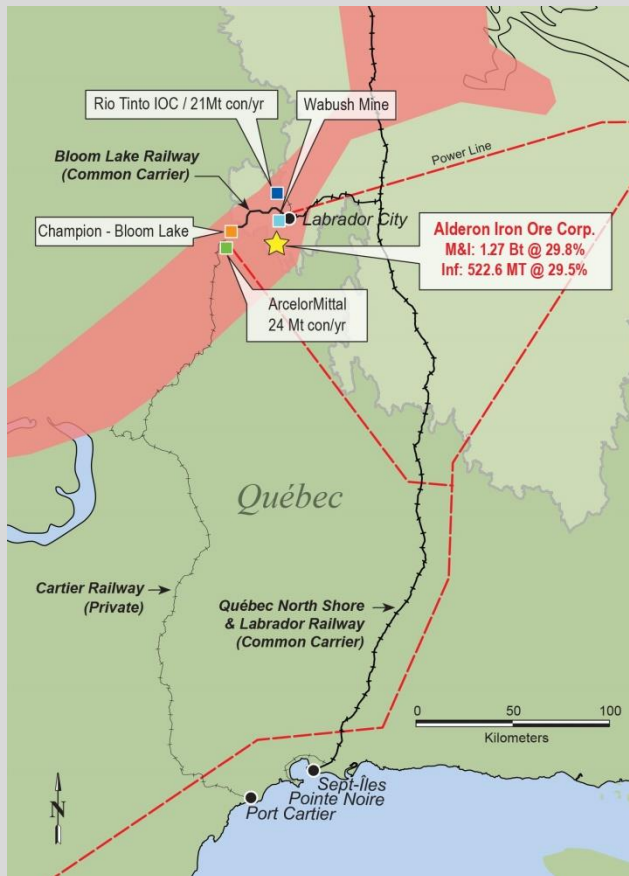 Rio Tinto IOC / 21Mt con/yr
Wabush Mine
Bloom Lake Railway
(Common Carrier)
Power Line
Labrador City
Champion - Bloom Lake
Alderon Iron Ore Corp.
M&I: 1.27 Bt @ 29.8%
Inf: 522.6 MT @ 29.5%
ArcelorMittal
24 Mt con/yr
Québec
Cartier Railway
(Private)
Québec North Shore
& Labrador Railway
(Common Carrier)
0 50 100
Kilometers
Sept-Îles
Pointe Noire
Port Cartier
N